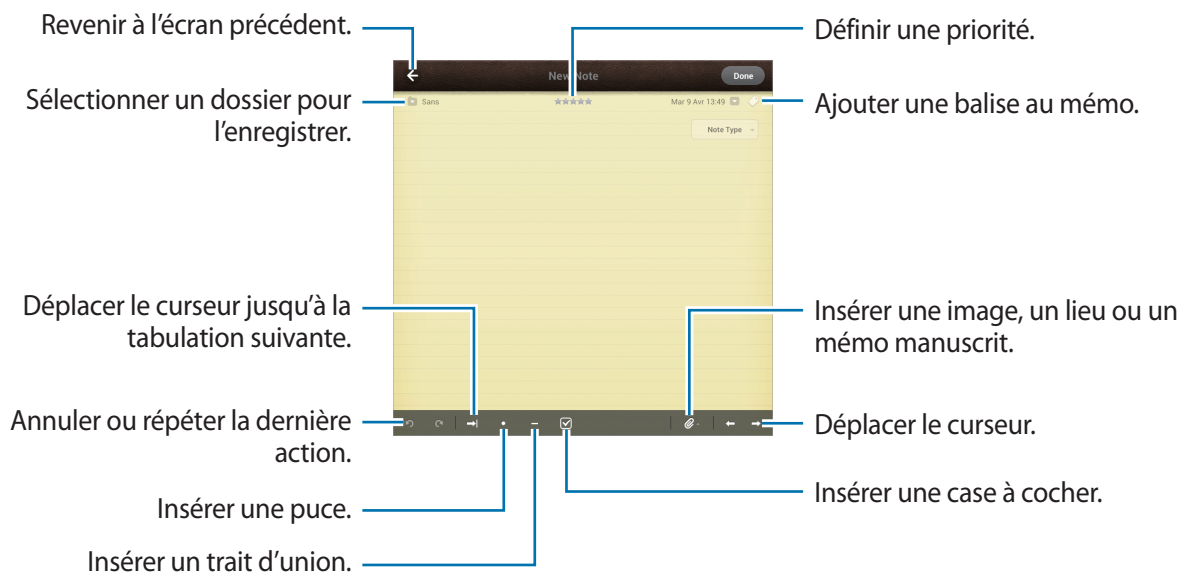 Revenir à l'écran précédent.
Définir une priorité.
New Note
Done
Sélectionner un dossier pour
l'enregistrer.
Sans
Mar 9 Avr 13:49
Ajouter une balise au mémo.
Note Type
Déplacer le curseur jusqu'à la
tabulation suivante.
Insérer une image, un lieu ou un
mémo manuscrit.
Annuler ou répéter la dernière
action.
Déplacer le curseur.
Insérer une puce.
Insérer une case à cocher.
Insérer un trait d'union.